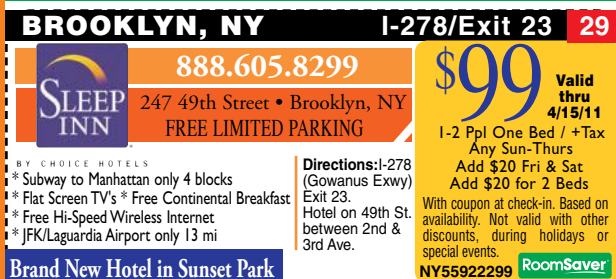 BROOKLYN, NY I-278/Exit 23 29
SLEEP
INN
BY CHOICE HOTELS
888.605.8299
247 49th Street • Brooklyn, NY
FREE LIMITED PARKING
* Subway to Manhattan only 4 blocks
* Flat Screen TV's * Free Continental Breakfast
* Free Hi-Speed Wireless Internet
* JFK/Laguardia Airport only 13 mi
Directions:I-278
(Gowanus Exwy)
Exit 23.
Hotel on 49th St.
between 2nd &
3rd Ave.
Brand New Hotel in Sunset Park
$99
Valid
thru
4/15/11
1-2 Ppl One Bed / +Tax
Any Sun-Thurs
Add $20 Fri & Sat
Add $20 for 2 Beds
With coupon at check-in. Based on
availability. Not valid with other
discounts, during holidays or
special events.
NY55922299 RoomSaver